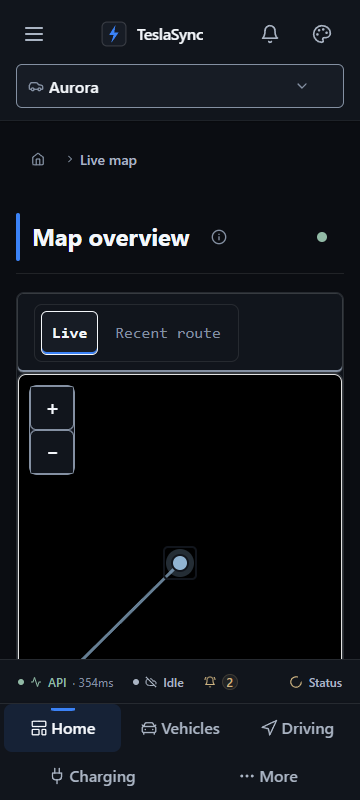 TeslaSync
Aurora
Live map
Map overview
Live Recent route
+
−
API · 354ms Idle 2 Status
Home Vehicles Driving
Charging More